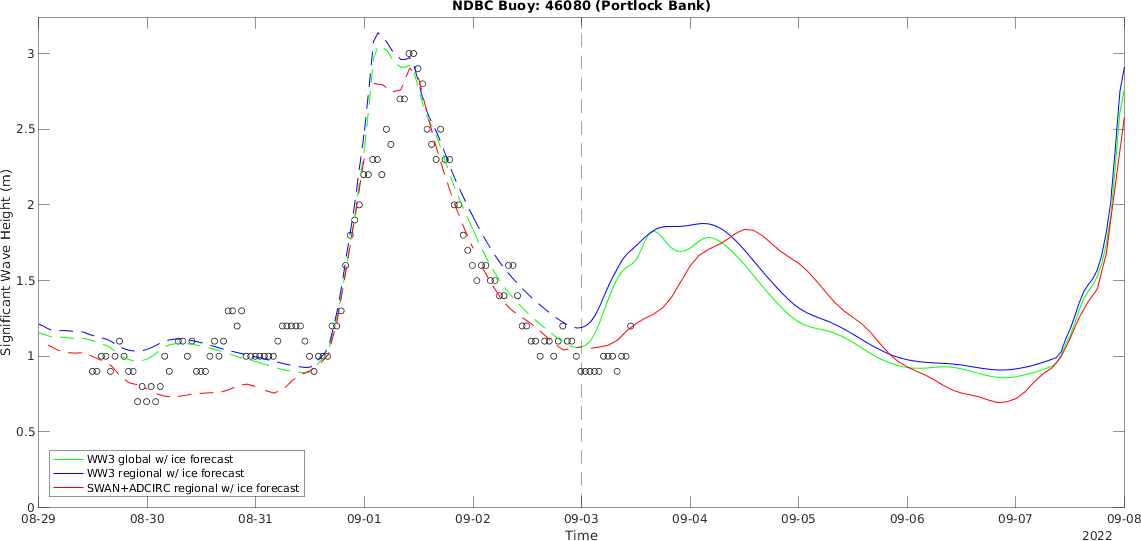 NDBC Buoy: 46080 (Portlock Bank)
3
2.5
2
1.5
1
0.5
0
Significant Wave Height (m)
WW3 global w/ ice forecast
WW3 regional w/ ice forecast
SWAN+ADCIRC regional w/ ice forecast
08-29 08-30 08-31 09-01 09-02 09-03 09-04 09-05 09-06 09-07 09-08
Time
2022